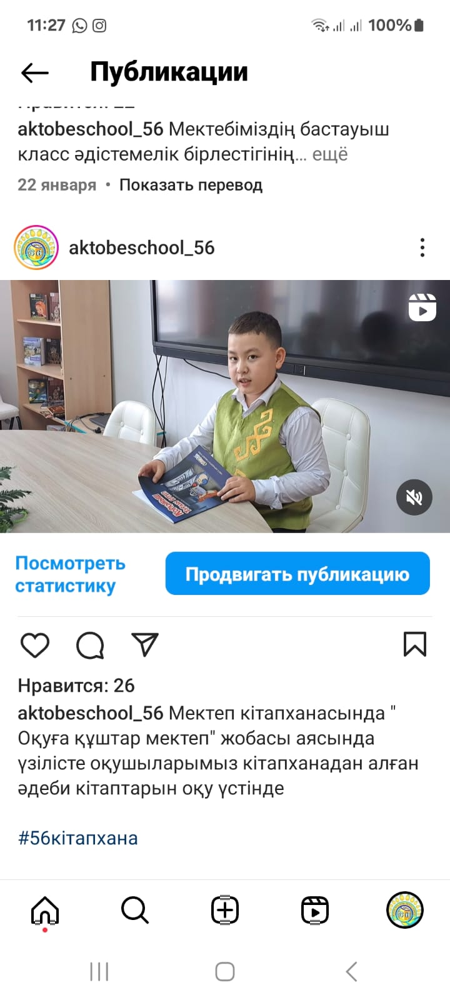 11:27
100%
Публикации
aktobeschool_56 Мектебіміздің бастауыш
класс әдістемелік бірлестігінің... ещё
22 января • Показать перевод
aktobeschool_56
Посмотреть
статистику
Продвигать публикацию
Нравится: 26
aktobeschool_56 Мектеп кітапханасында "
Оқуға құштар мектеп" жобасы аясында
үзілісте оқушыларымыз кітапханадан алған
әдеби кітаптарын оқу үстінде
#56кітапхана